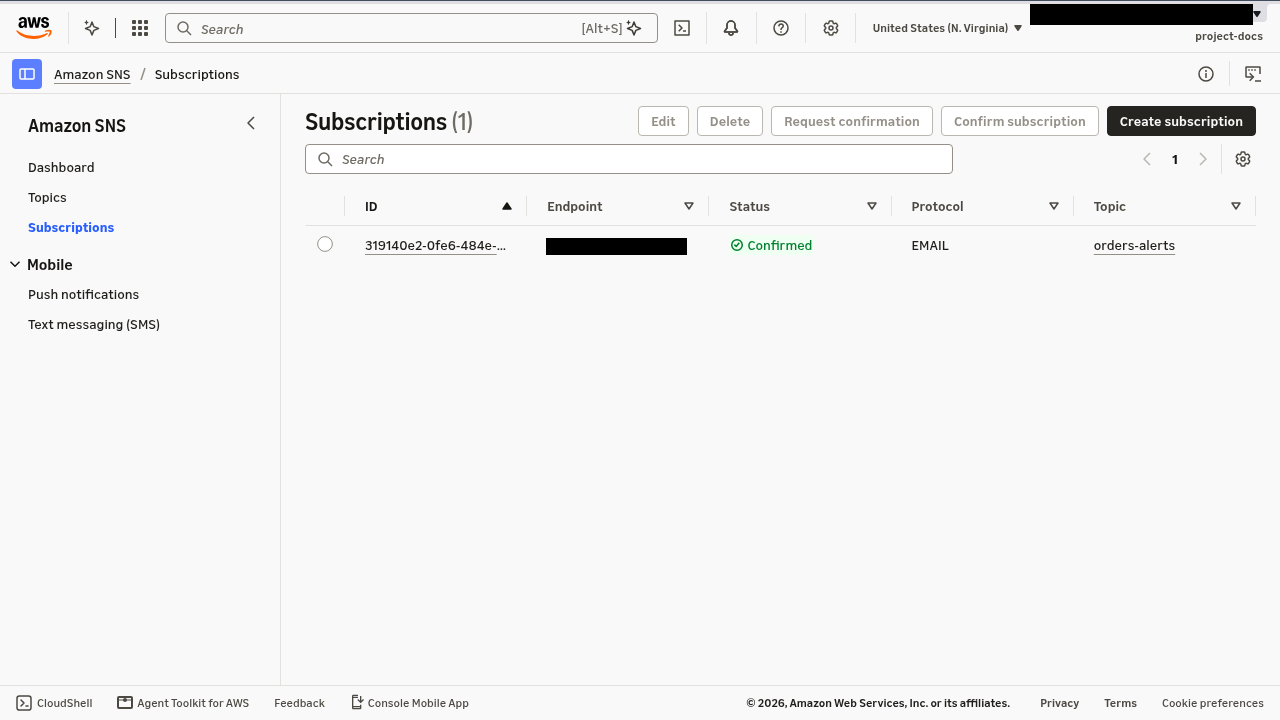 aws
Search [Alt+S]
United States (N. Virginia)
project-docs
Amazon SNS / Subscriptions
Amazon SNS
Dashboard
Topics
Subscriptions
Mobile
Push notifications
Text messaging (SMS)
Subscriptions (1)
Edit Delete Request confirmation Confirm subscription Create subscription
Search
1
ID Endpoint Status Protocol Topic
319140e2-0fe6-484e-... Confirmed EMAIL orders-alerts
CloudShell Agent Toolkit for AWS Feedback Console Mobile App © 2026, Amazon Web Services, Inc. or its affiliates. Privacy Terms Cookie preferences